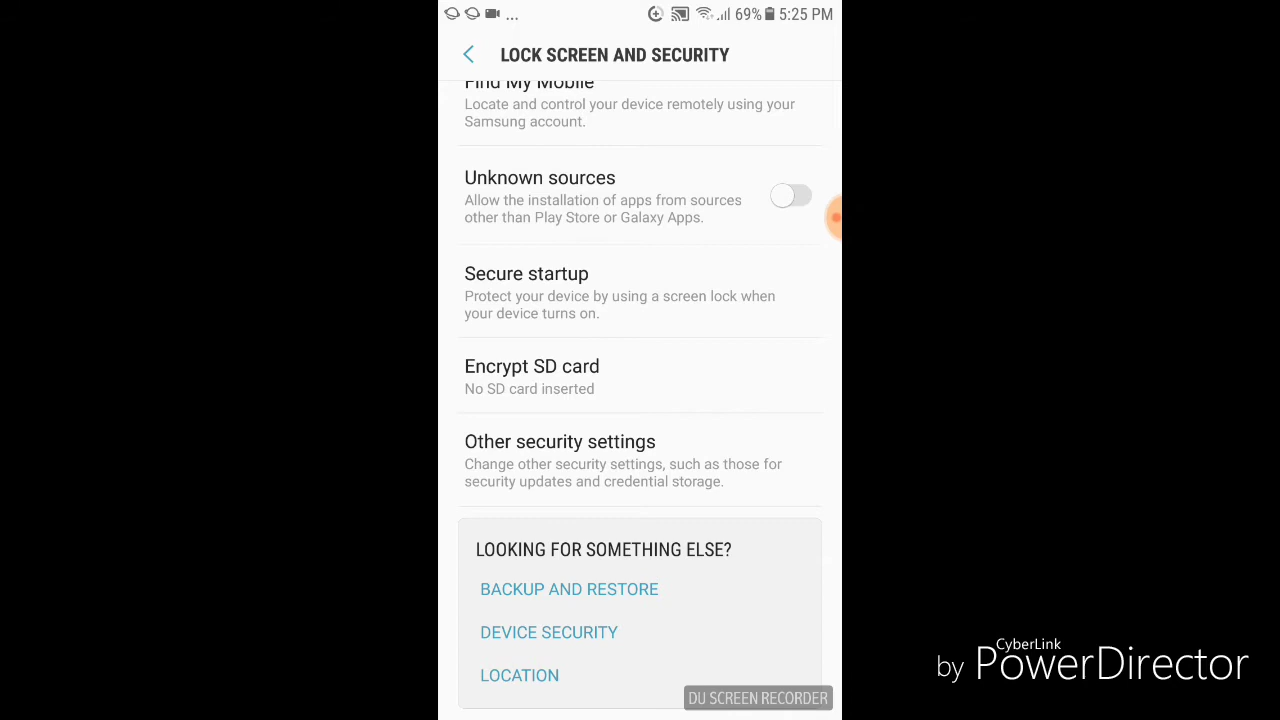 ... 69% 5:25 PM
LOCK SCREEN AND SECURITY
Find My Mobile
Locate and control your device remotely using your
Samsung account.
Unknown sources
Allow the installation of apps from sources
other than Play Store or Galaxy Apps.
Secure startup
Protect your device by using a screen lock when
your device turns on.
Encrypt SD card
No SD card inserted
Other security settings
Change other security settings, such as those for
security updates and credential storage.
LOOKING FOR SOMETHING ELSE?
BACKUP AND RESTORE
DEVICE SECURITY
LOCATION
DU SCREEN RECORDER
CyberLink
by PowerDirector